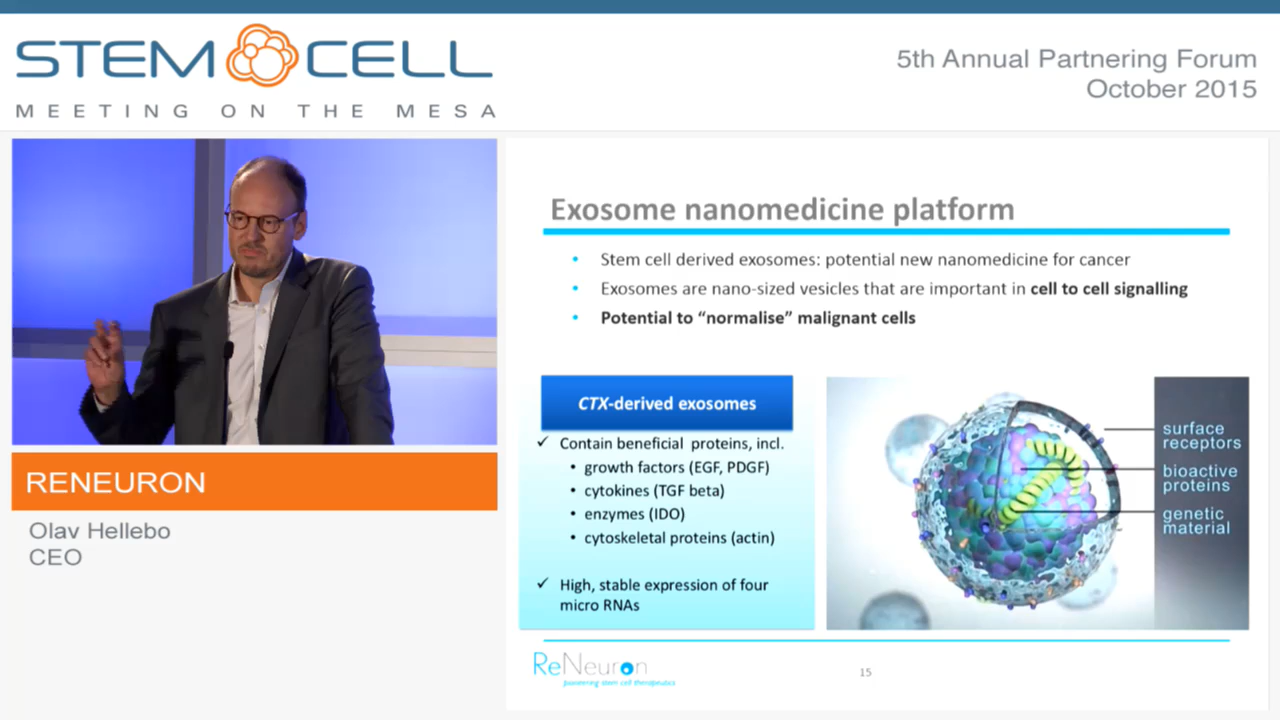 STEM CELL
MEETING ON THE MESA
5th Annual Partnering Forum
October 2015
RENEURON
Olav Hellebo
CEO
Exosome nanomedicine platform
• Stem cell derived exosomes: potential new nanomedicine for cancer
• Exosomes are nano-sized vesicles that are important in cell to cell signalling
• Potential to “normalise” malignant cells
CTX-derived exosomes
✓ Contain beneficial proteins, incl.
• growth factors (EGF, PDGF)
• cytokines (TGF beta)
• enzymes (IDO)
• cytoskeletal proteins (actin)
✓ High, stable expression of four
micro RNAs
surface
receptors
bioactive
proteins
genetic
material
ReNeuron
pioneering stem cell therapeutics
15